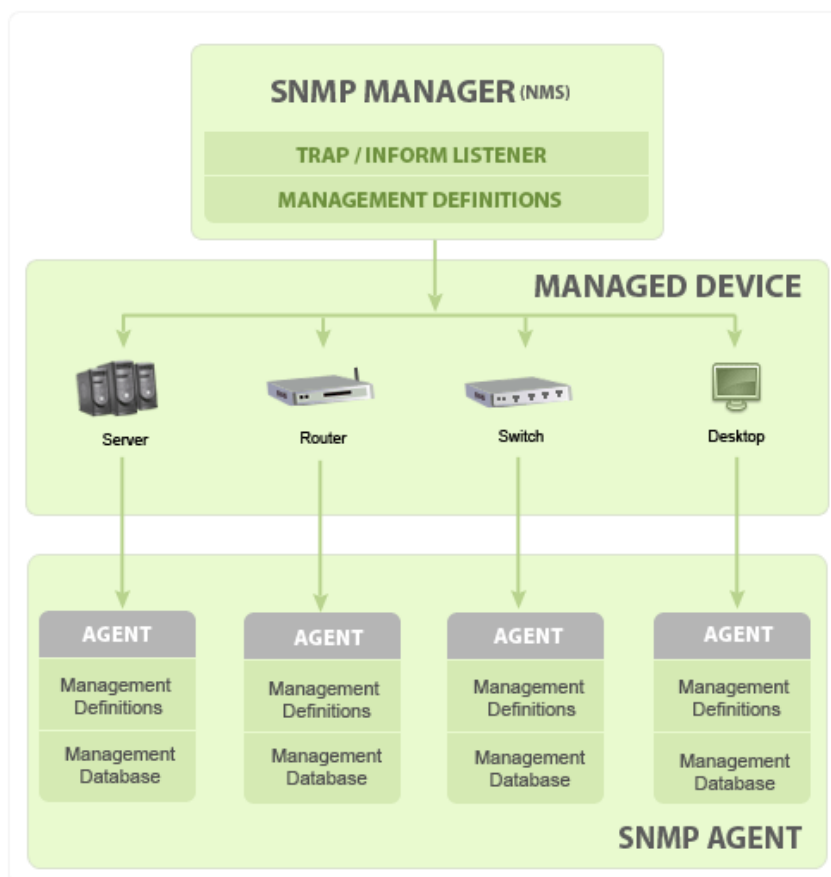 SNMP MANAGER (NMS)
TRAP / INFORM LISTENER
MANAGEMENT DEFINITIONS
MANAGED DEVICE
Server
Router
Switch
Desktop
AGENT
Management
Definitions
Management
Database
AGENT
Management
Definitions
Management
Database
AGENT
Management
Definitions
Management
Database
AGENT
Management
Definitions
Management
Database
SNMP AGENT